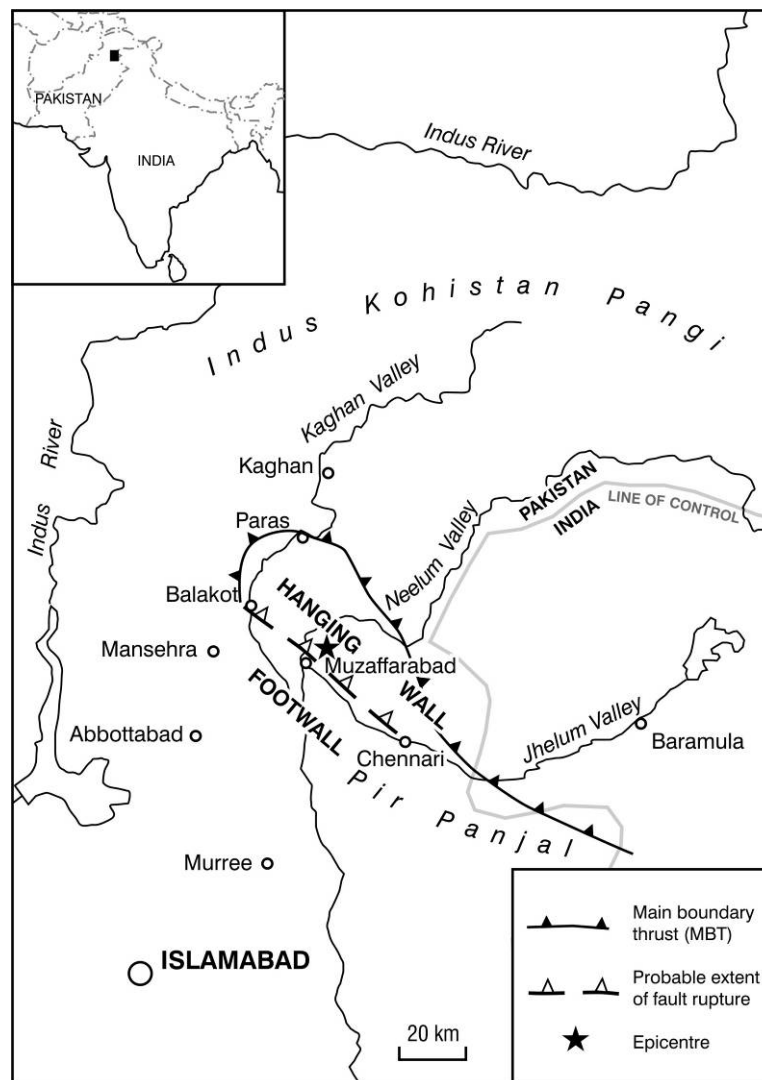 PAKISTAN
INDIA
Indus River
Indus Kohistan Pangi
Kaghan Valley
Indus River
Kaghan
PAKISTAN
INDIA
LINE OF CONTROL
Paras
Neelum Valley
Balakot
HANGING
WALL
Mansehra
Muzaffarabad
FOOTWALL
Abbottabad
Chennari
Jhelum Valley
Baramula
Pir Panjal
Murree
ISLAMABAD
20 km
Main boundary
thrust (MBT)
Probable extent
of fault rupture
Epicentre